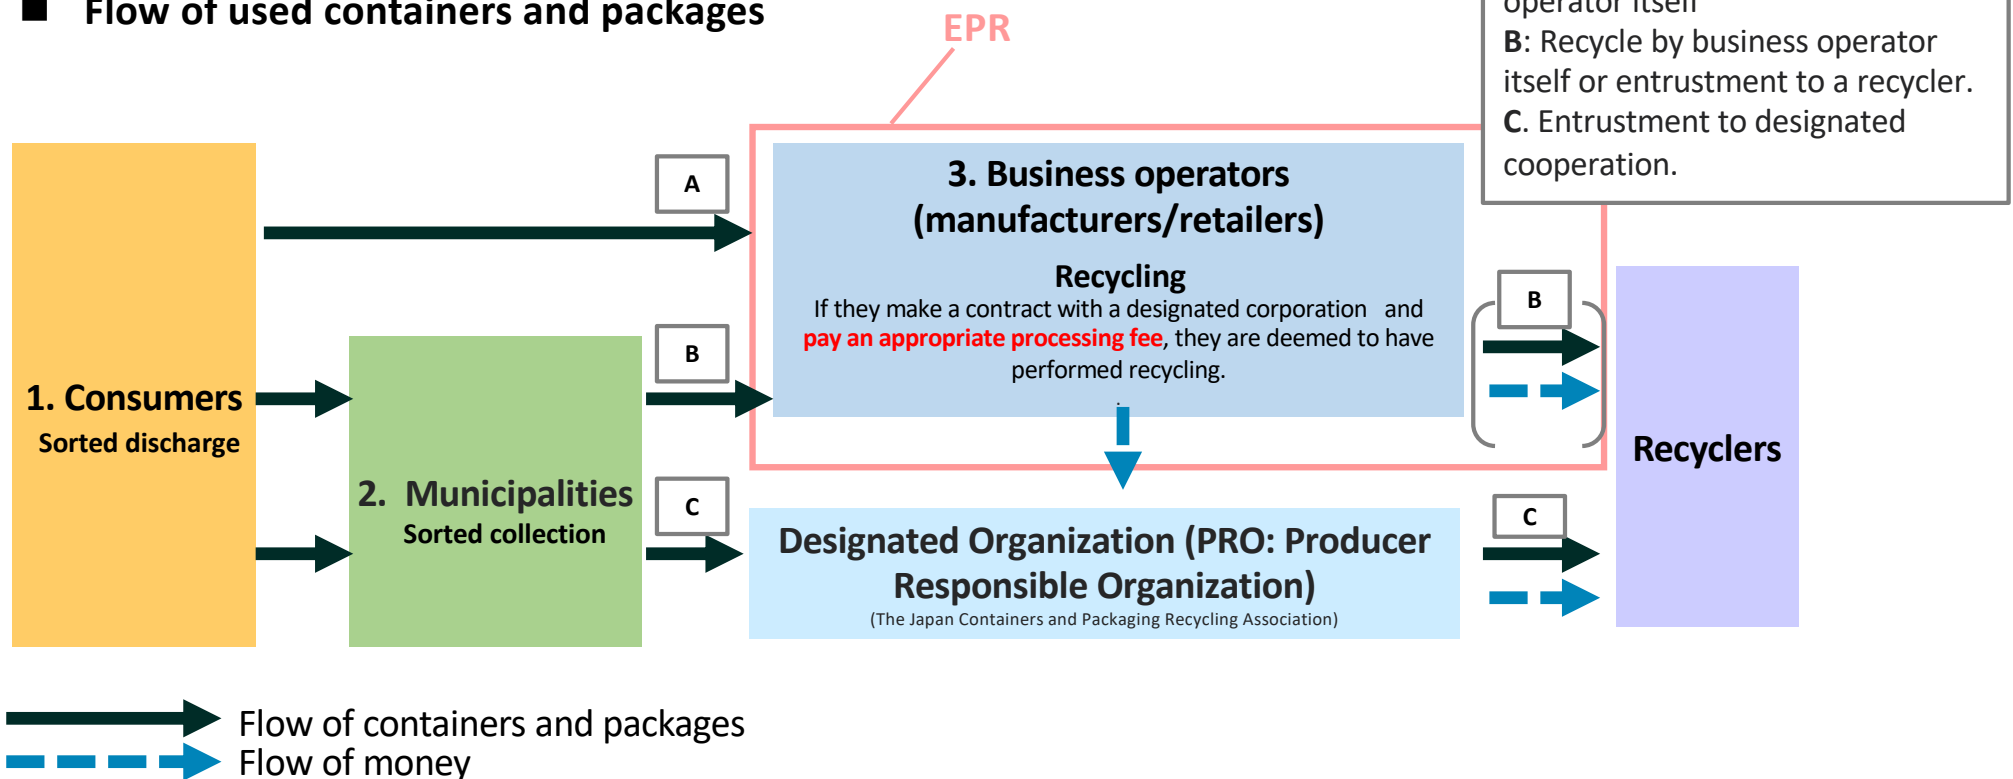 ■ Flow of used containers and packages
EPR
operator itself
B: Recycle by business operator
itself or entrustment to a recycler.
C. Entrustment to designated
cooperation.
A
3. Business operators
(manufacturers/retailers)
Recycling
If they make a contract with a designated corporation and
pay an appropriate processing fee, they are deemed to have
performed recycling.
.
B
B
1. Consumers
Sorted discharge
2. Municipalities
Sorted collection
C
Designated Organization (PRO: Producer
Responsible Organization)
(The Japan Containers and Packaging Recycling Association)
C
Recyclers
Flow of containers and packages
Flow of money